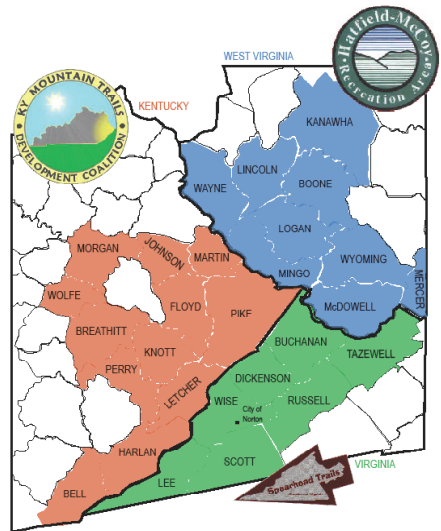 Hatfield-McCoy
Recreation Area
WEST VIRGINIA
KY MOUNTAIN TRAILS
DEVELOPMENT COALITION
KENTUCKY
KANAWHA
LINCOLN
WAYNE
BOONE
LOGAN
WYOMING
MINGO
MERCER
McDOWELL
MORGAN
JOHNSON
MARTIN
WOLFE
FLOYD
PIKE
BREATHITT
KNOTT
PERRY
LETCHER
HARLAN
BELL
BUCHANAN
TAZEWELL
DICKENSON
WISE
RUSSELL
City of
Norton
SCOTT
LEE
VIRGINIA
Spearhead Trails